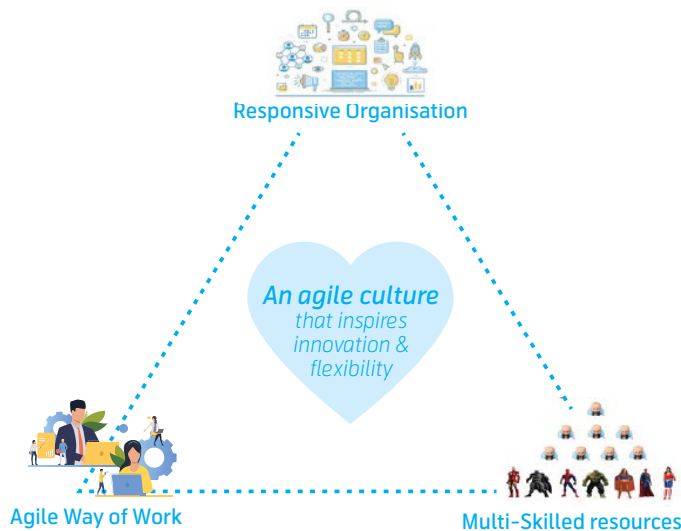 Responsive Organisation
An agile culture
that inspires
innovation &
flexibility
Agile Way of Work
Multi-Skilled resources